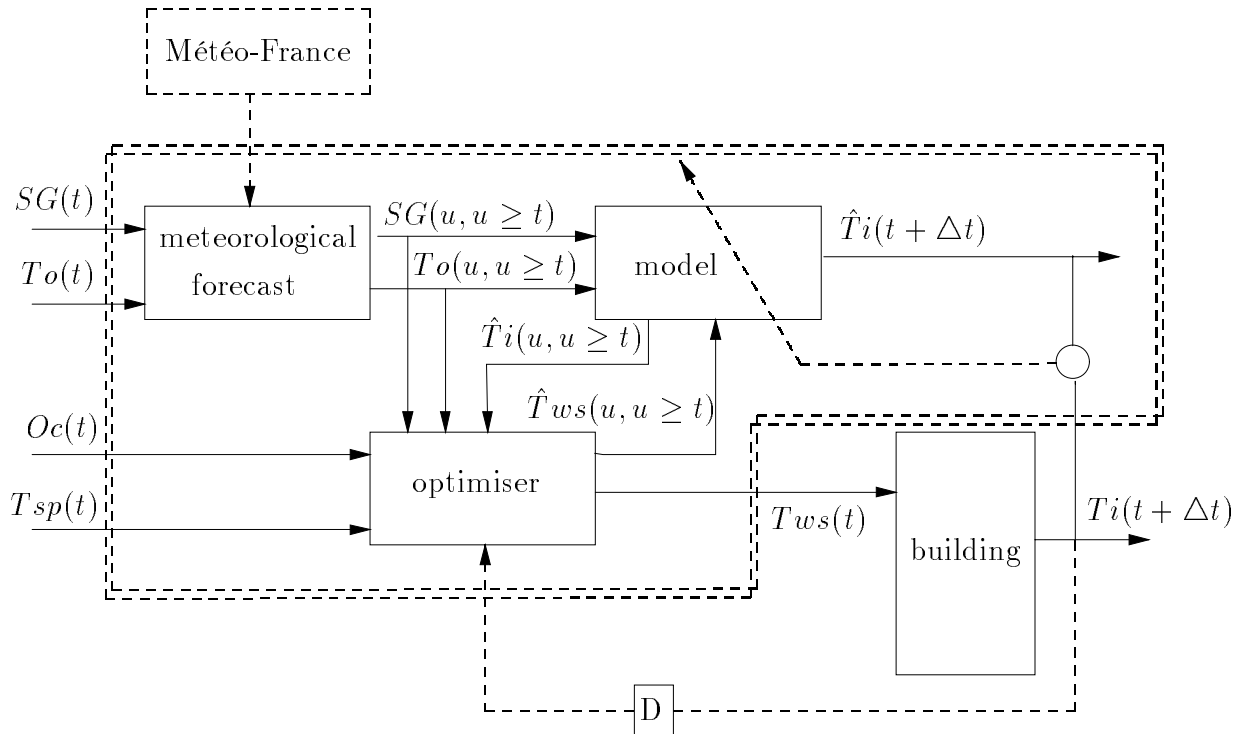 Météo-France
SG(t)
SG(u, u ≥ t)
T̂i(t + △t)
meteorological
forecast
To(t)
To(u, u ≥ t)
model
T̂i(u, u ≥ t)
T̂ws(u, u ≥ t)
Oc(t)
optimiser
Tsp(t)
Tws(t)
Ti(t + △t)
building
D